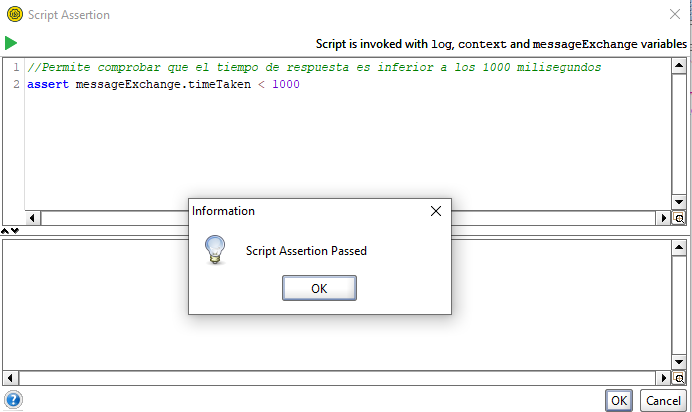 Script Assertion
Script is invoked with log, context and messageExchange variables
1 //Permite comprobar que el tiempo de respuesta es inferior a los 1000 milisegundos
2 assert messageExchange.timeTaken < 1000
Information
Script Assertion Passed
OK
OK Cancel